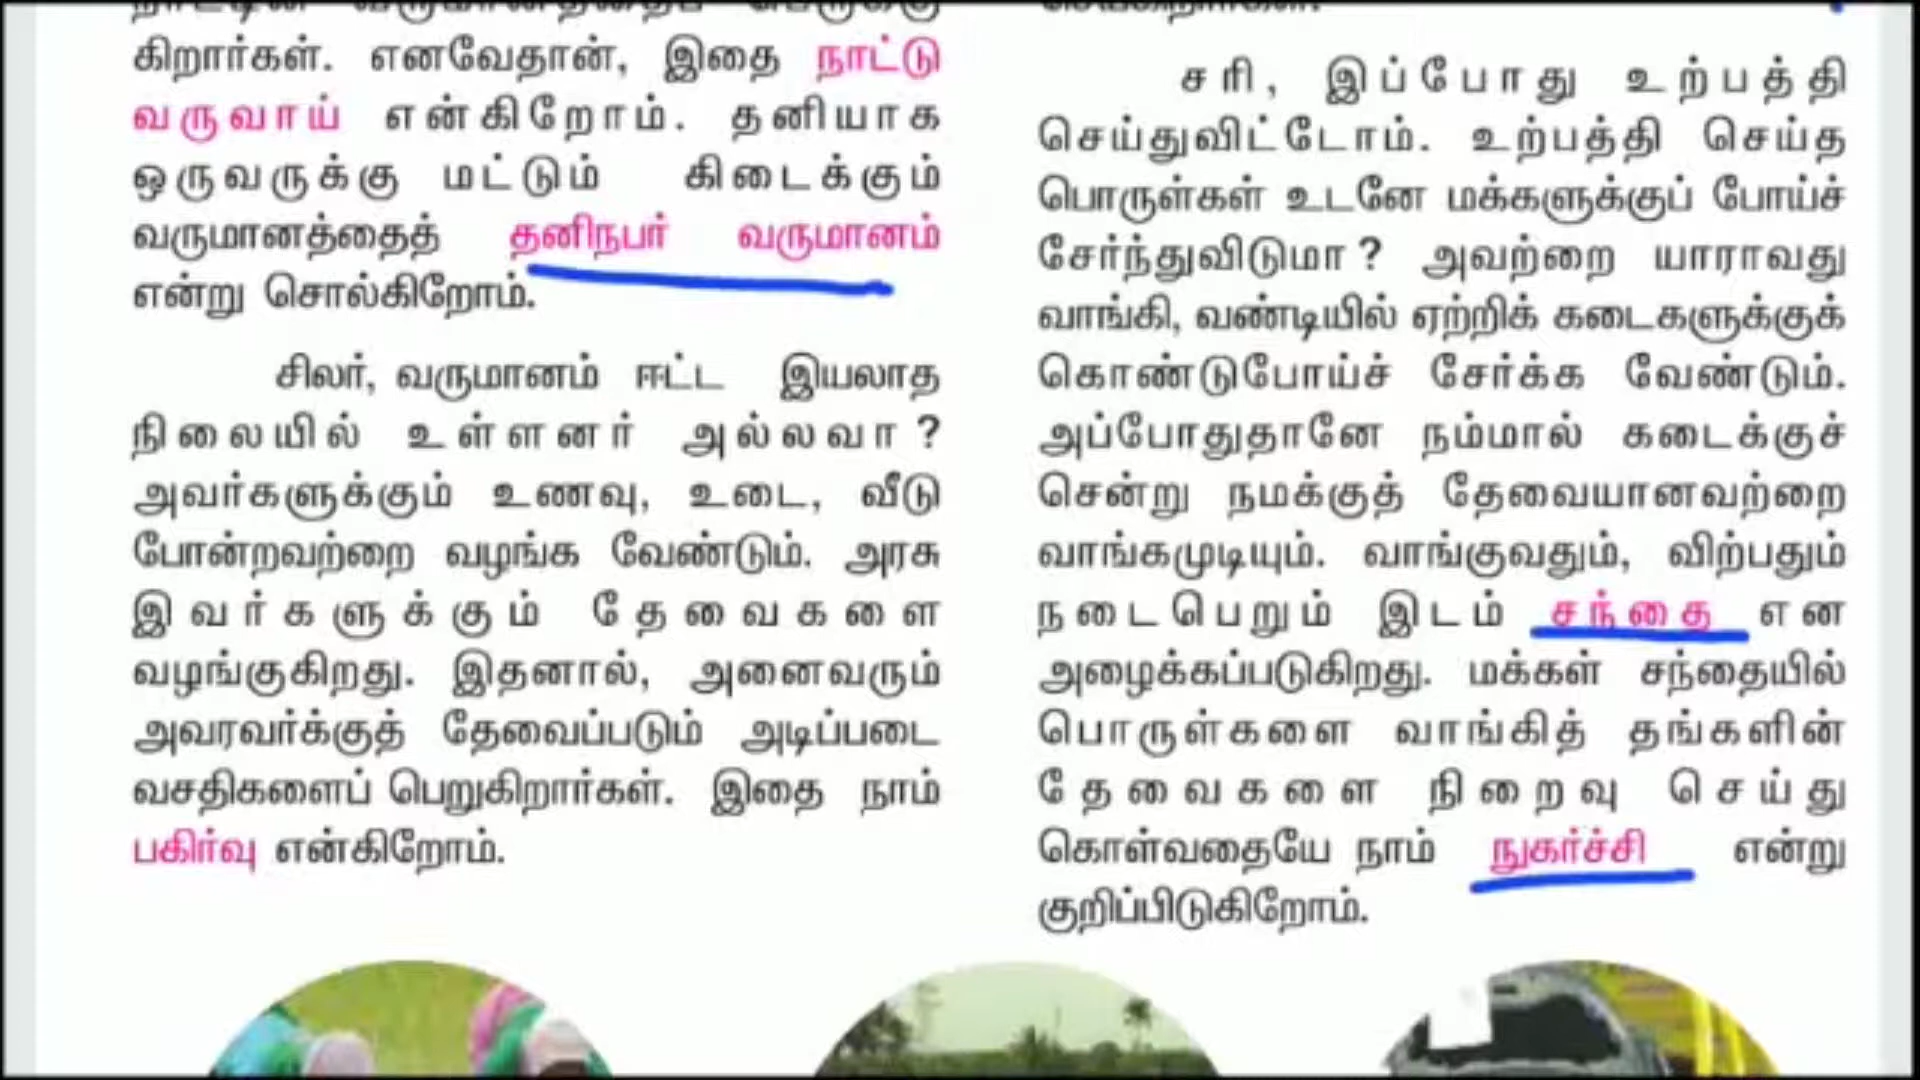 கிறார்கள். எனவேதான், இதை நாட்டு
வருவாய் என்கிறோம். தனியாக
ஒருவருக்கு மட்டும் கிடைக்கும்
வருமானத்தைத் தனிநபர் வருமானம்
என்று சொல்கிறோம்.
சிலர், வருமானம் ஈட்ட இயலாத
நிலையில் உள்ளனர் அல்லவா?
அவர்களுக்கும் உணவு, உடை, வீடு
போன்றவற்றை வழங்க வேண்டும். அரசு
இவர்களுக்கும் தேவைகளை
வழங்குகிறது. இதனால், அனைவரும்
அவரவர்க்குத் தேவைப்படும் அடிப்படை
வசதிகளைப் பெறுகிறார்கள். இதை நாம்
பகிர்வு என்கிறோம்.
சரி, இப்போது உற்பத்தி
செய்துவிட்டோம். உற்பத்தி செய்த
பொருள்கள் உடனே மக்களுக்குப் போய்ச்
சேர்ந்துவிடுமா? அவற்றை யாராவது
வாங்கி, வண்டியில் ஏற்றிக் கடைகளுக்குக்
கொண்டுபோய்ச் சேர்க்க வேண்டும்.
அப்போதுதானே நம்மால் கடைக்குச்
சென்று நமக்குத் தேவையானவற்றை
வாங்கமுடியும். வாங்குவதும், விற்பதும்
நடைபெறும் இடம் சந்தை என
அழைக்கப்படுகிறது. மக்கள் சந்தையில்
பொருள்களை வாங்கித் தங்களின்
தேவைகளை நிறைவு செய்து
கொள்வதையே நாம் நுகர்ச்சி என்று
குறிப்பிடுகிறோம்.